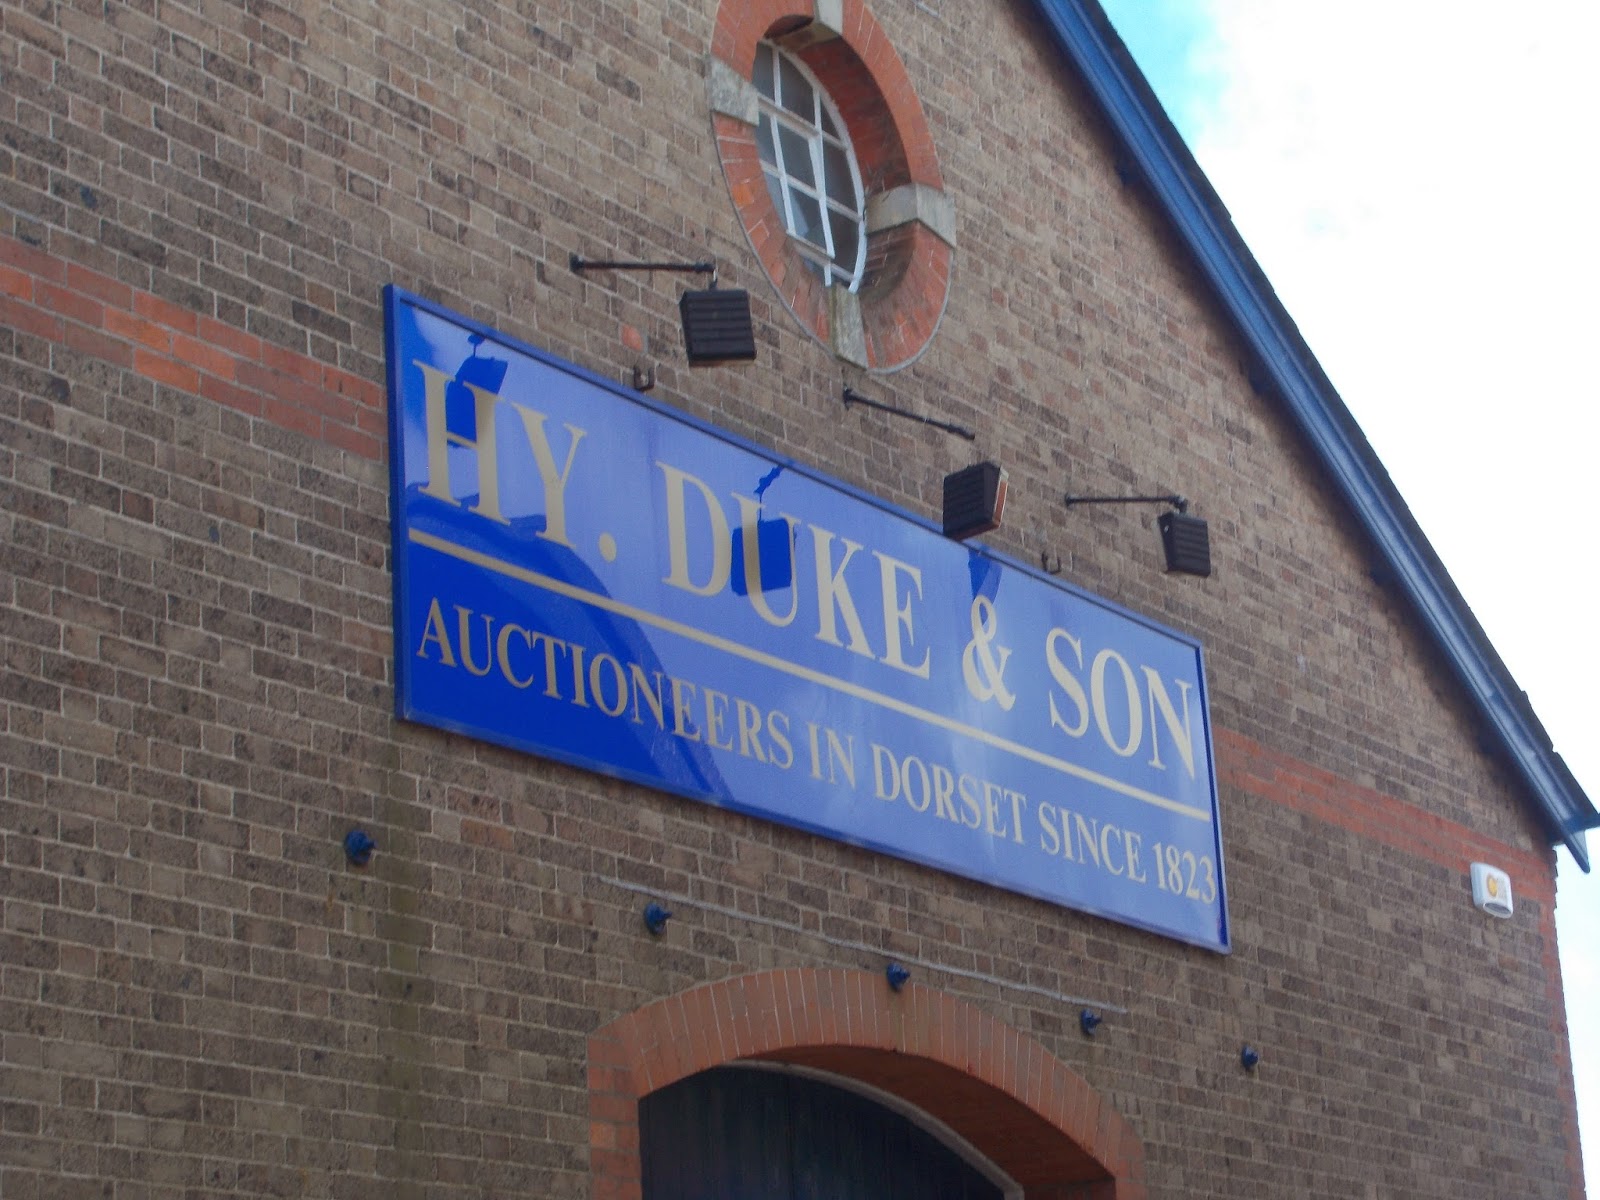 HY. DUKE & SON
AUCTIONEERS IN DORSET SINCE 1823